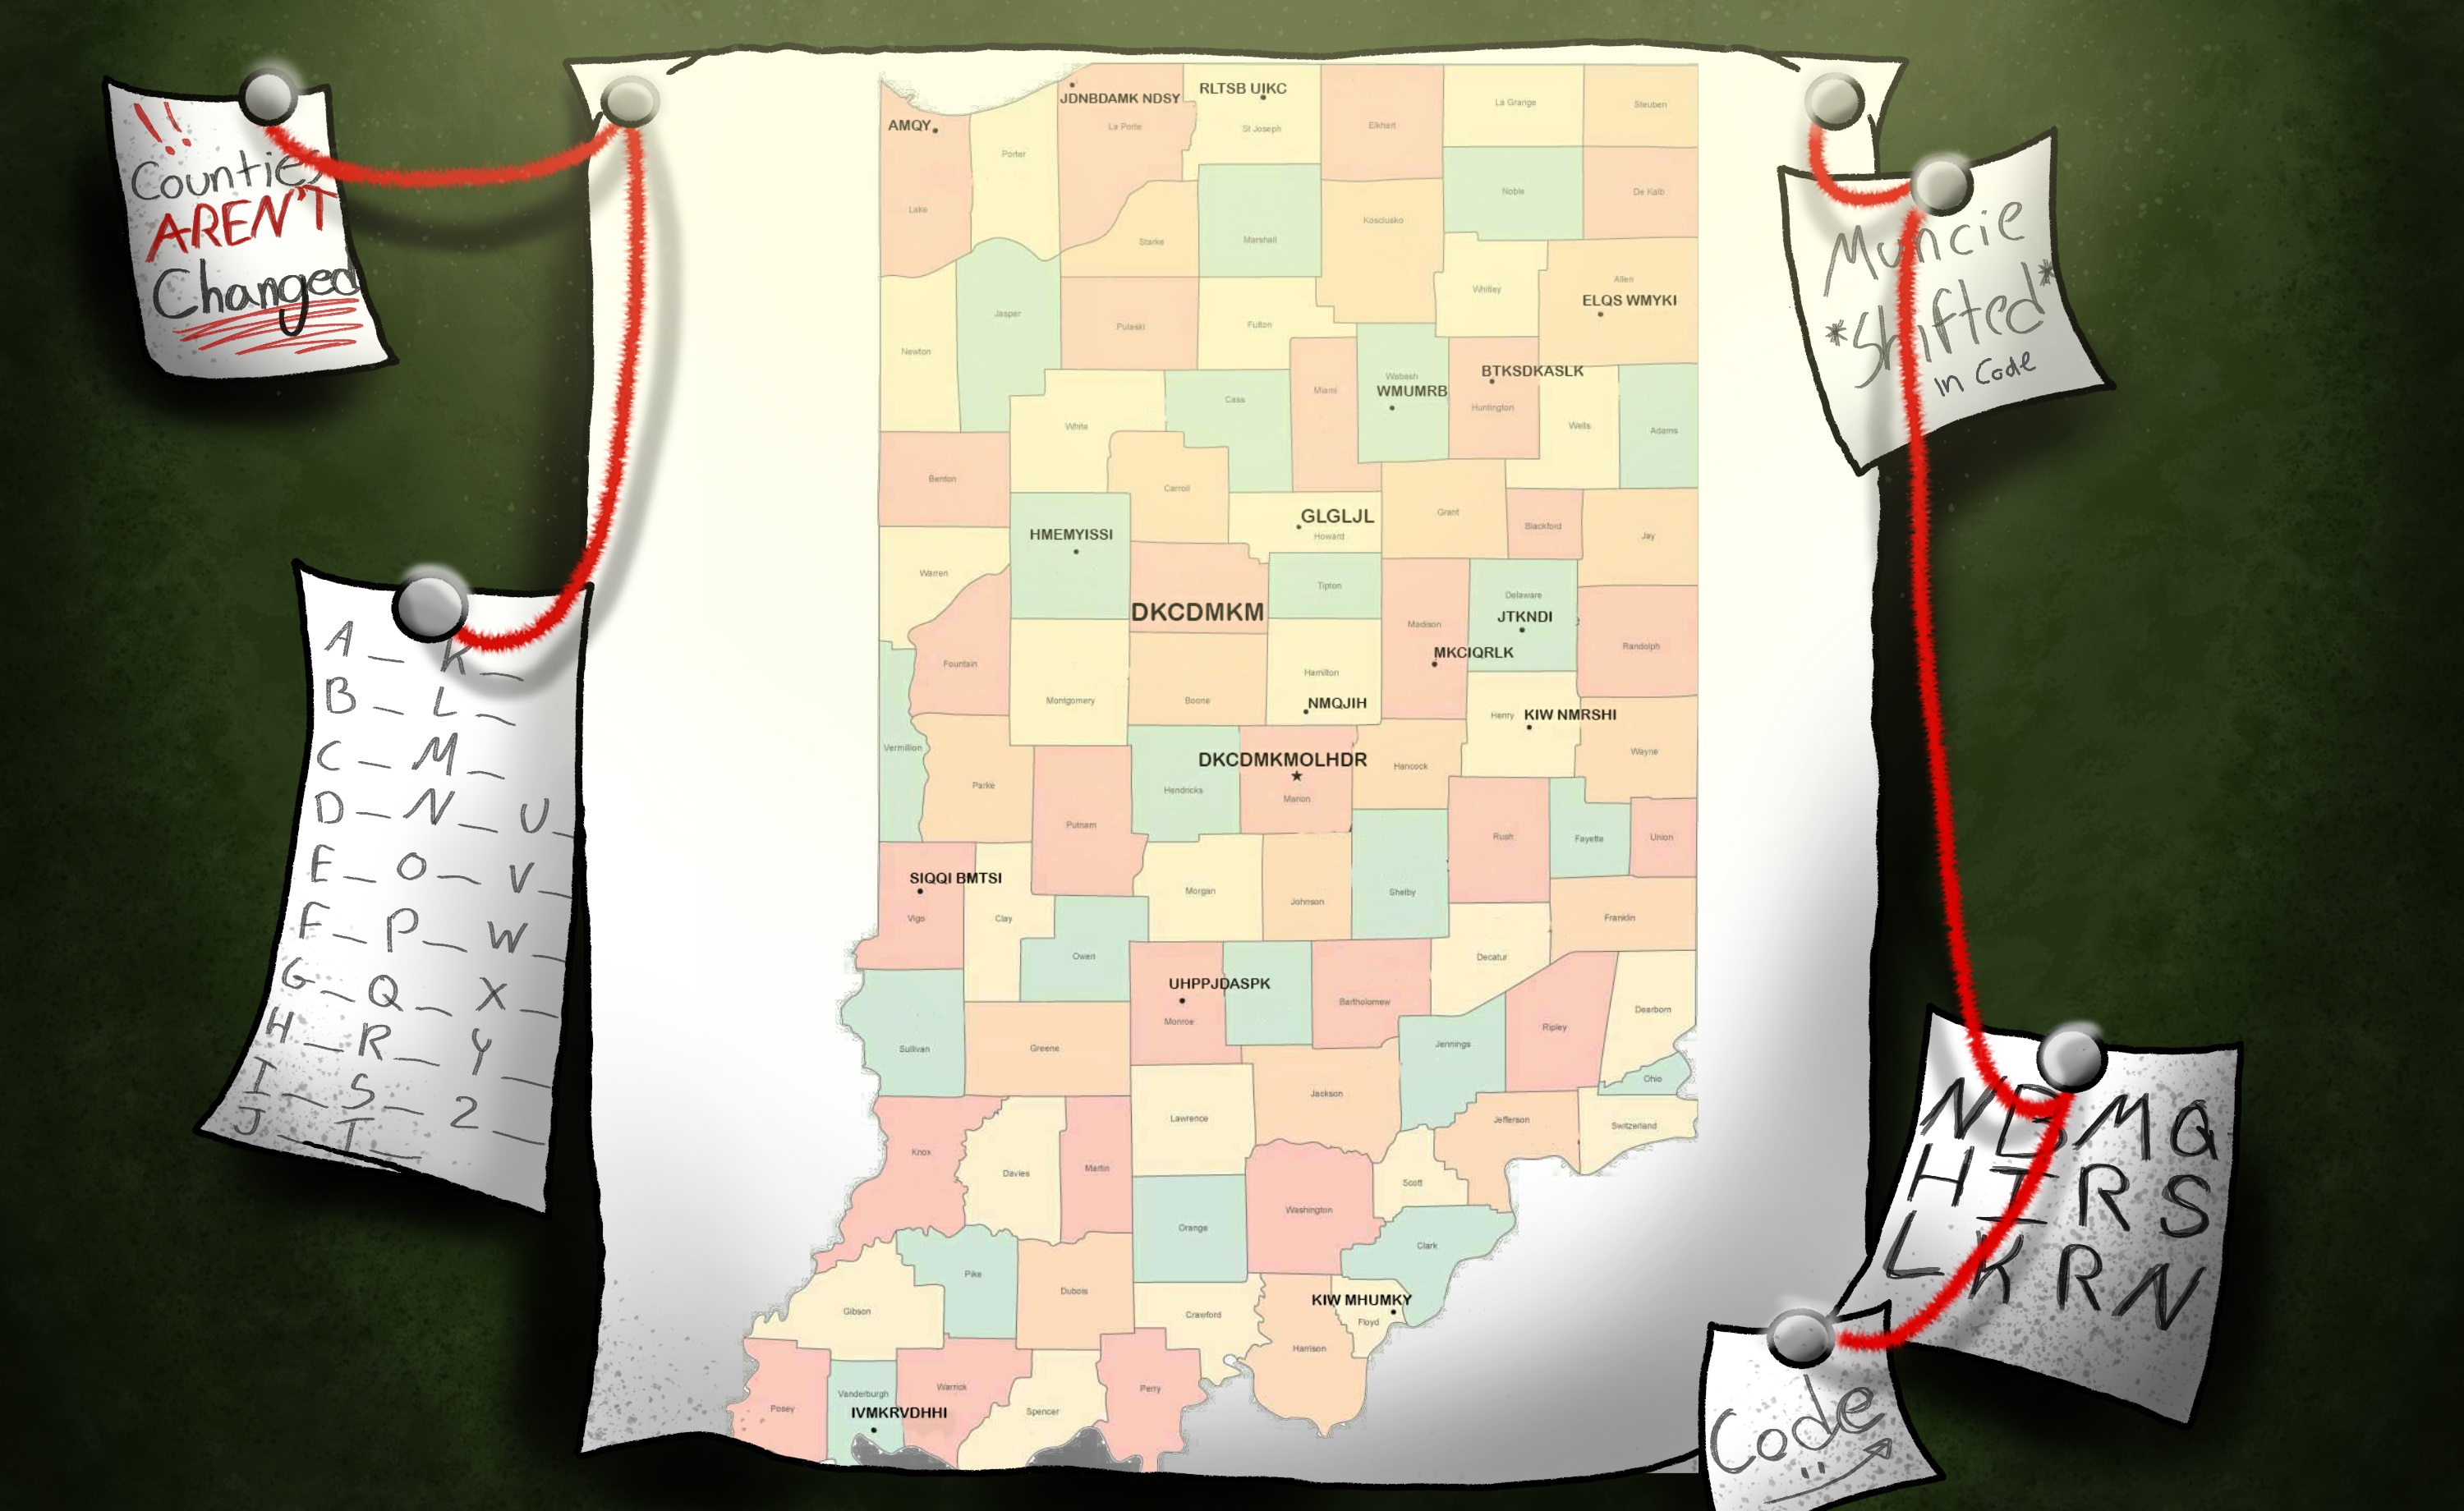 !!
Counties
AREN'T
Changed
A _ K _
B _ L _
C _ M _
D _ N _ U _
E _ O _ V _
F _ P _ W _
G _ Q _ X _
H _ R _ Y _
I _ S _ Z _
J _ T _
JDNBDAMK NDSY
RLTSB UIKC
AMQY
La Porte
St Joseph
Elkhart
La Grange
Steuben
Porter
Lake
Starke
Marshall
Kosciusko
Noble
De Kalb
Allen
ELQS WMYKI
Whitley
Newton
Jasper
Pulaski
Fulton
Wabash
WMUMRB
BTKSDKASLK
Huntington
Miami
Cass
White
Wells
Adams
Benton
Carroll
Grant
Blackford
Jay
GLGLJL
Howard
HMEMYISSI
Warren
DKCDMKM
Tipton
Delaware
JTKNDI
Madison
MKCIQRLK
Randolph
Fountain
Montgomery
Boone
Hamilton
NMQJIH
Henry
KIW NMRSHI
Wayne
Vermillion
Parke
Putnam
Hendricks
DKCDMKMOLHDR
Marion
Hancock
Rush
Fayette
Union
SIQQI BMTSI
Vigo
Clay
Morgan
Johnson
Shelby
Franklin
Owen
Decatur
UHPPJDASPK
Monroe
Bartholomew
Jennings
Ripley
Dearborn
Ohio
Sullivan
Greene
Lawrence
Jackson
Jefferson
Switzerland
Knox
Davies
Martin
Scott
Orange
Washington
Clark
Pike
Dubois
Gibson
Crawford
KIW MHUMKY
Floyd
Harrison
Posey
Vanderburgh
IVMKRVDHHI
Warrick
Spencer
Perry
Muncie
*Shifted*
in Code
N B M Q
H I R S
L K R N
Code